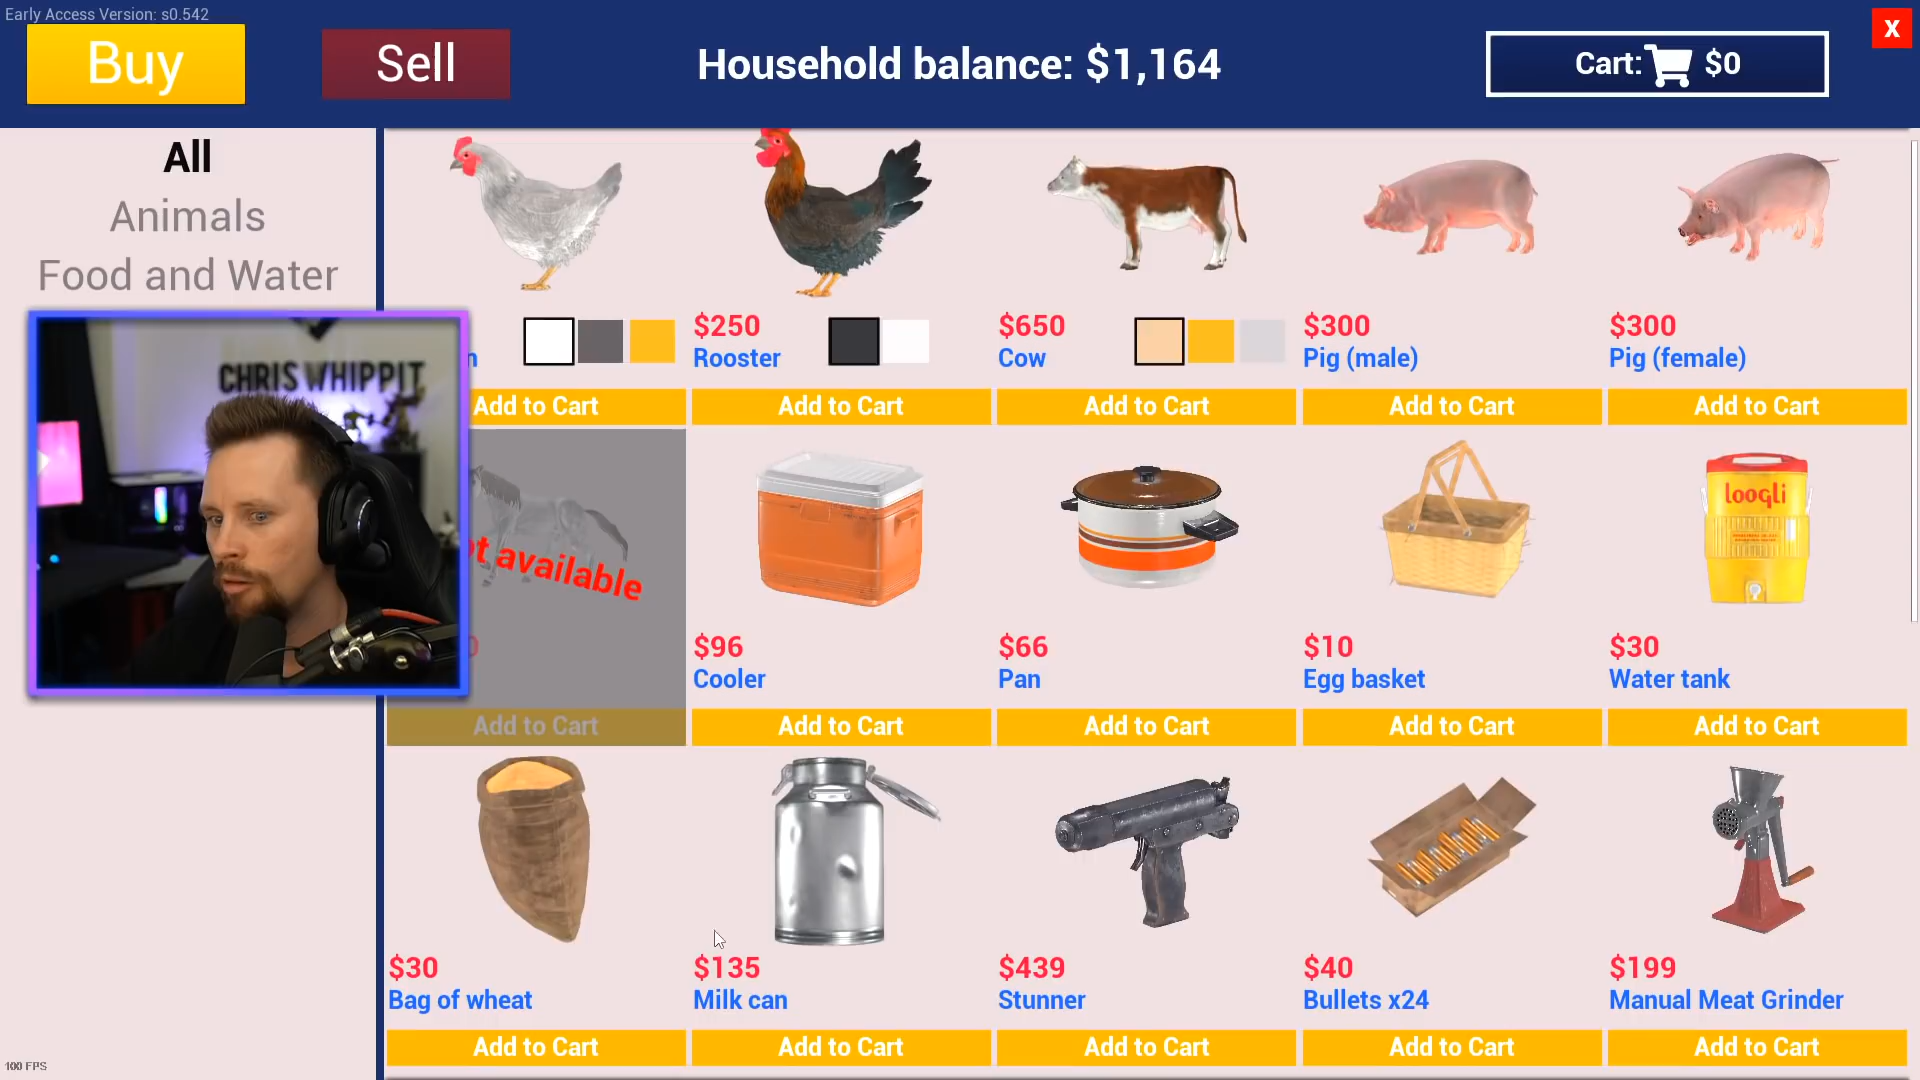 Early Access Version: s0.542
Buy
Sell
Household balance: $1,164
Cart: $0
X
All
Animals
Food and Water
CHRIS WHIPPIT
n
$250
Rooster
$650
Cow
$300
Pig (male)
$300
Pig (female)
Add to Cart
Add to Cart
Add to Cart
Add to Cart
Add to Cart
t available
loogli
0
$96
Cooler
$66
Pan
$10
Egg basket
$30
Water tank
Add to Cart
Add to Cart
Add to Cart
Add to Cart
Add to Cart
$30
Bag of wheat
$135
Milk can
$439
Stunner
$40
Bullets x24
$199
Manual Meat Grinder
Add to Cart
Add to Cart
Add to Cart
Add to Cart
Add to Cart
100 FPS